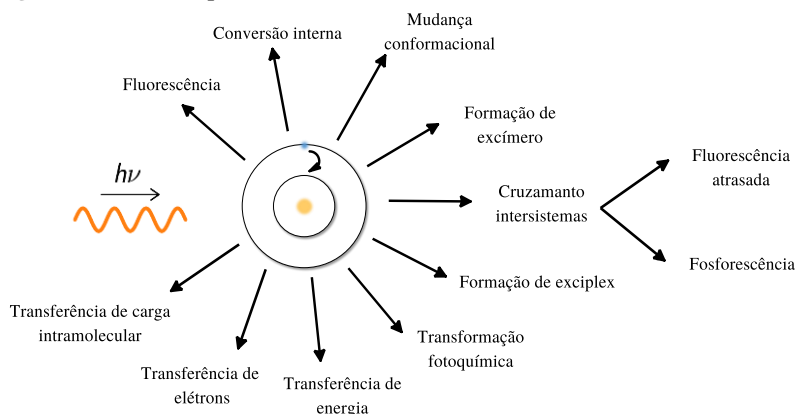 Conversão interna
Mudança
conformacional
Fluorescência
Formação de
excímero
hν
Cruzamanto
intersistemas
Fluorescência
atrasada
Fosforescência
Formação de exciplex
Transformação
fotoquímica
Transferência de
energia
Transferência de
elétrons
Transferência de carga
intramolecular